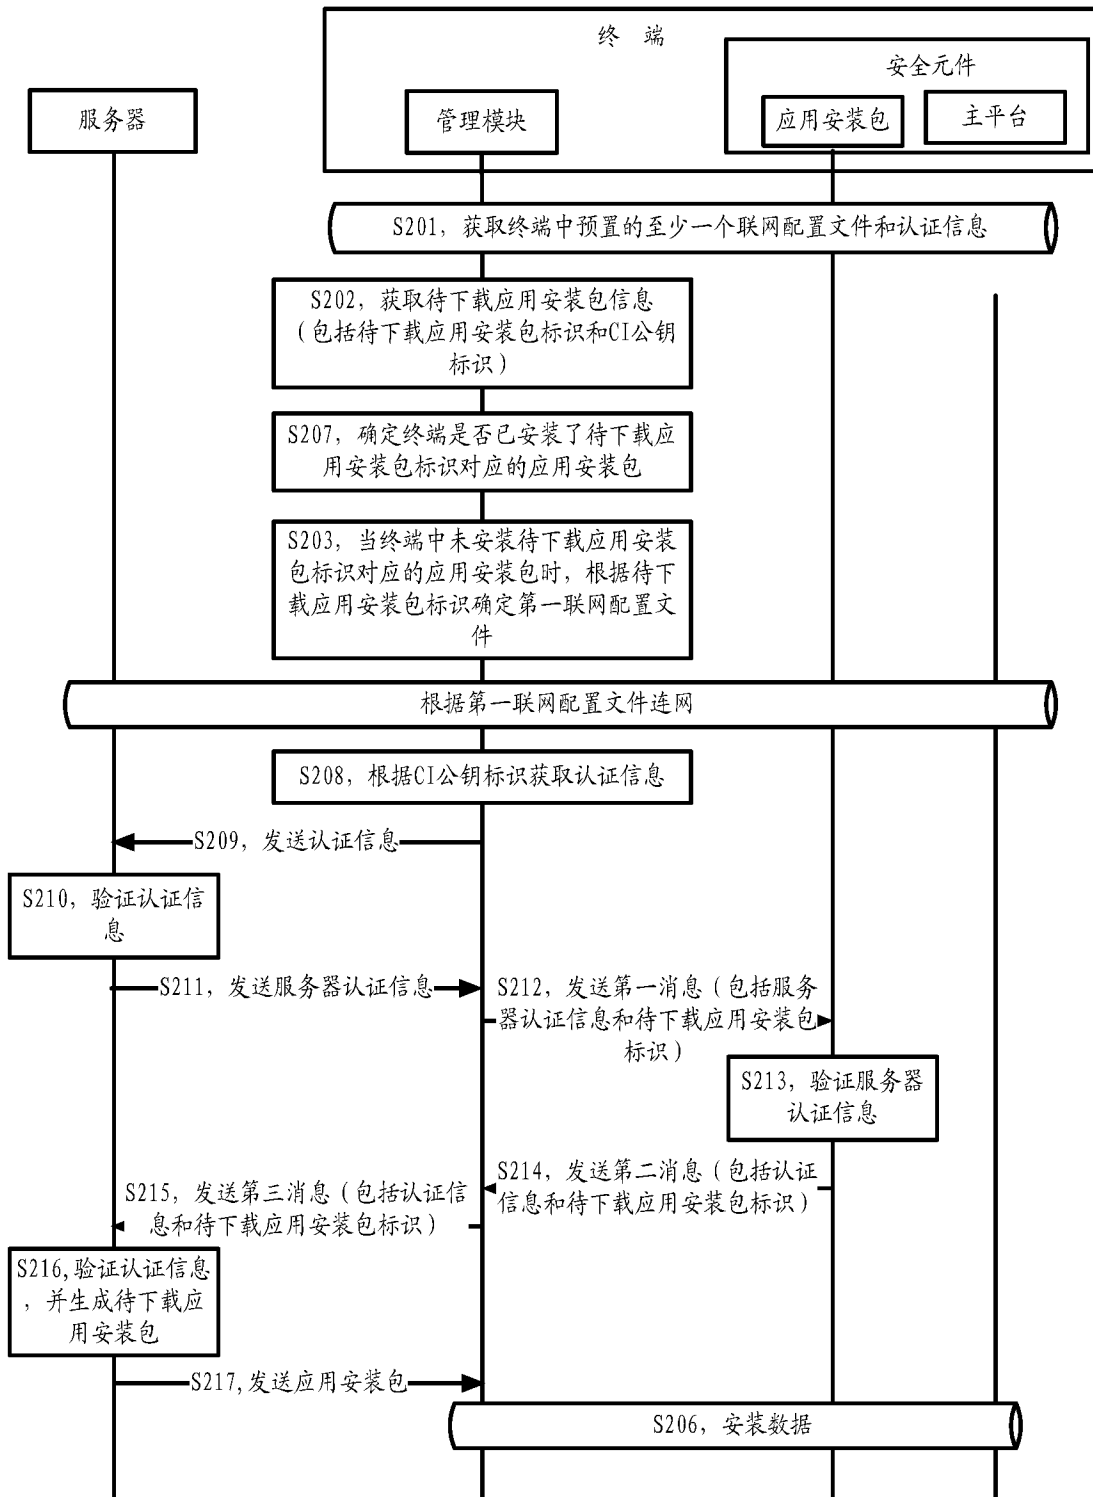 终 端
安全元件
服务器
管理模块
应用安装包
主平台
S201，获取终端中预置的至少一个联网配置文件和认证信息
S202，获取待下载应用安装包信息
（包括待下载应用安装包标识和CI公钥
标识）
S207，确定终端是否已安装了待下载应
用安装包标识对应的应用安装包
S203，当终端中未安装待下载应用安装
包标识对应的应用安装包时，根据待下
载应用安装包标识确定第一联网配置文
件
根据第一联网配置文件连网
S208，根据CI公钥标识获取认证信息
S209，发送认证信息
S210，验证认证信
息
S211，发送服务器认证信息
S212，发送第一消息（包括服务
器认证信息和待下载应用安装包
标识）
S213，验证服务器
认证信息
S214，发送第二消息（包括认证
信息和待下载应用安装包标识）
S215，发送第三消息（包括认证信
息和待下载应用安装包标识）
S216,验证认证信息
，并生成待下载应
用安装包
S217,发送应用安装包
S206，安装数据